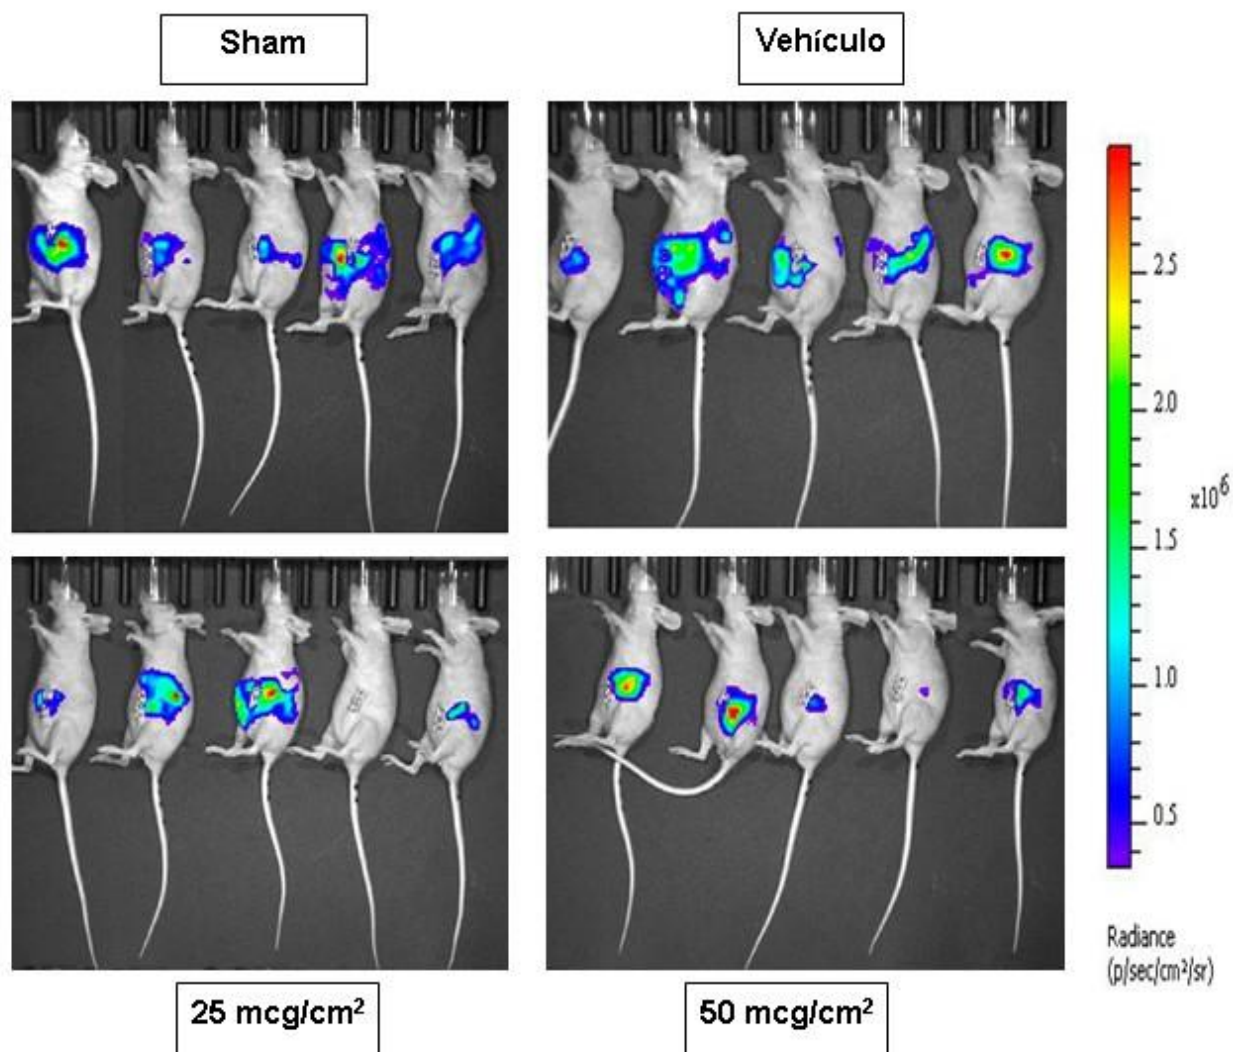 Sham
Vehículo
2.5
2.0
x10⁶
1.5
1.0
0.5
Radiance
(p/sec/cm²/sr)
25 mcg/cm²
50 mcg/cm²